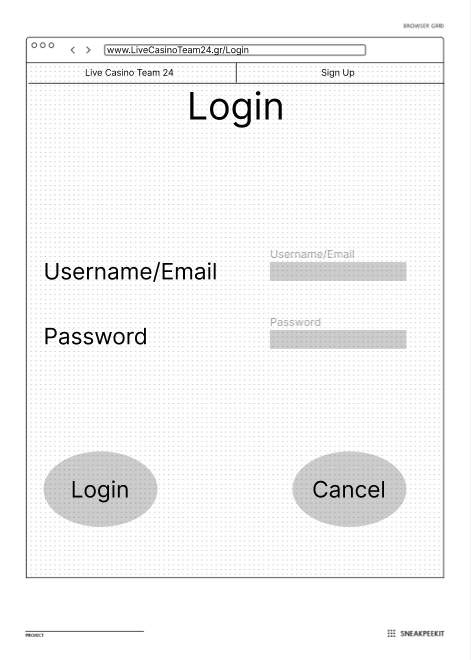 BROWSER GRID
www.LiveCasinoTeam24.gr/Login
Live Casino Team 24
Sign Up
Login
Username/Email
Username/Email
Password
Password
Login
Cancel
PROJECT
SNEAKPEEKIT